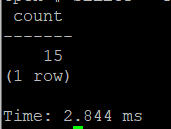 count
-------
15
(1 row)
Time: 2.844 ms